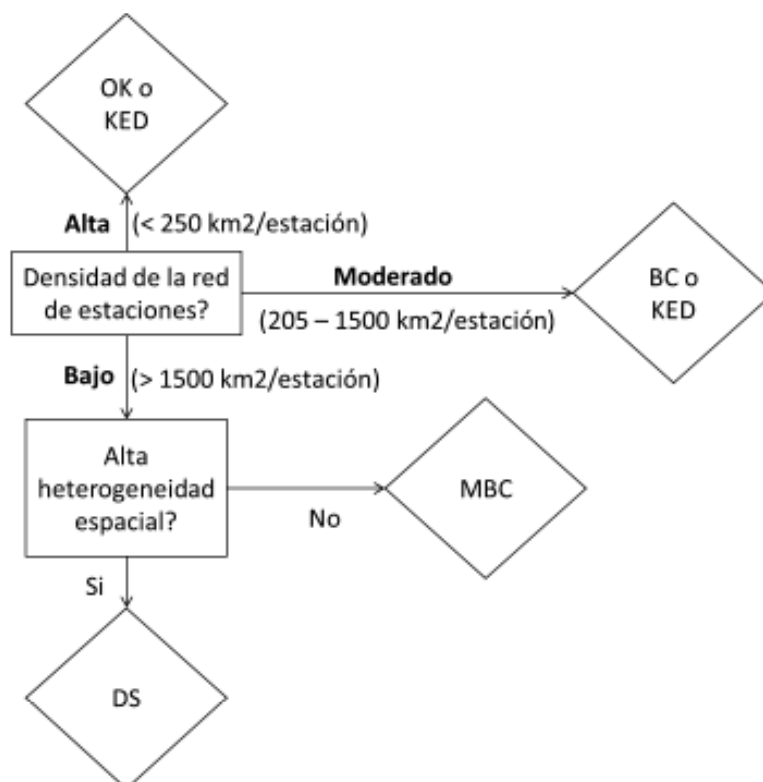 OK o
KED
Alta (< 250 km2/estación)
Densidad de la red
de estaciones?
Moderado
(205 – 1500 km2/estación)
BC o
KED
Bajo (> 1500 km2/estación)
Alta
heterogeneidad
espacial?
No
MBC
Si
DS